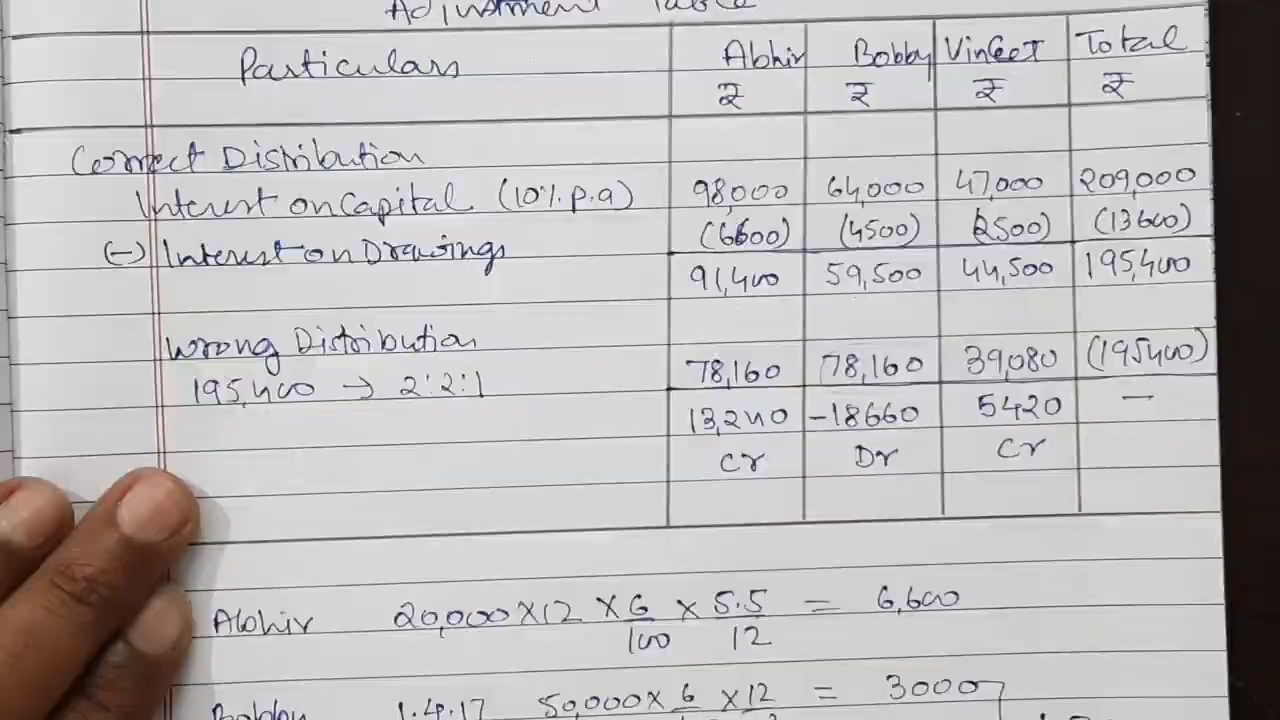 Adjustment Table
Particulars Abhir Bobby Vineet Total
₹ ₹ ₹ ₹
Correct Distribution
Interest on Capital (10% p.a) 98,000 64,000 47,000 209,000
(-) Interest on Drawings (6600) (4500) (2500) (13600)
91,400 59,500 44,500 195,400
Wrong Distribution
195,400 → 2:2:1 78,160 78,160 39,080 (195400)
13,240 -18660 5420 —
Cr Dr Cr
Abhir 20,000 × 12 × 6/100 × 5.5/12 = 6,600
Bobby 1.4.17 50,000 × 6 × 12 = 3000